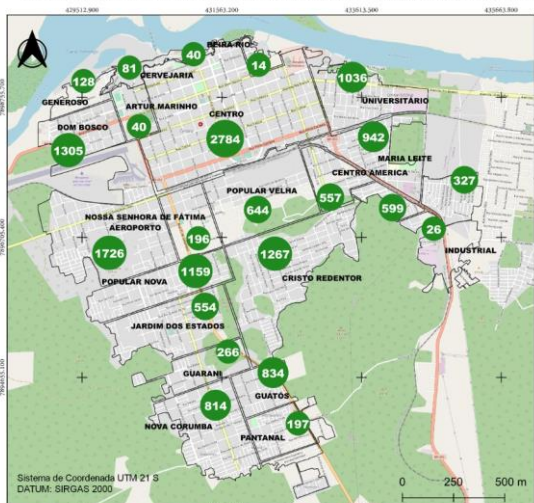 429512.900
431563.200
433613.500
435663.800
40
BEIRA RIO
81
14
CERVEJARIA
128
1036
GENEROSO
ARTUR MARINHO
UNIVERSITÁRIO
DOM BOSCO
40
CENTRO
1305
2784
942
MARIA LEITE
CENTRO AMERICA
327
POPULAR VELHA
557
NOSSA SENHORA DE FÁTIMA
644
599
AEROPORTO
196
26
1726
1267
INDUSTRIAL
POPULAR NOVA
1159
CRISTO REDENTOR
554
JARDIM DOS ESTADOS
266
GUARANI
834
GUATÓS
814
NOVA CORUMBA
197
PANTANAL
Sistema de Coordenada UTM 21 S
DATUM: SIRGAS 2000
0 250 500 m